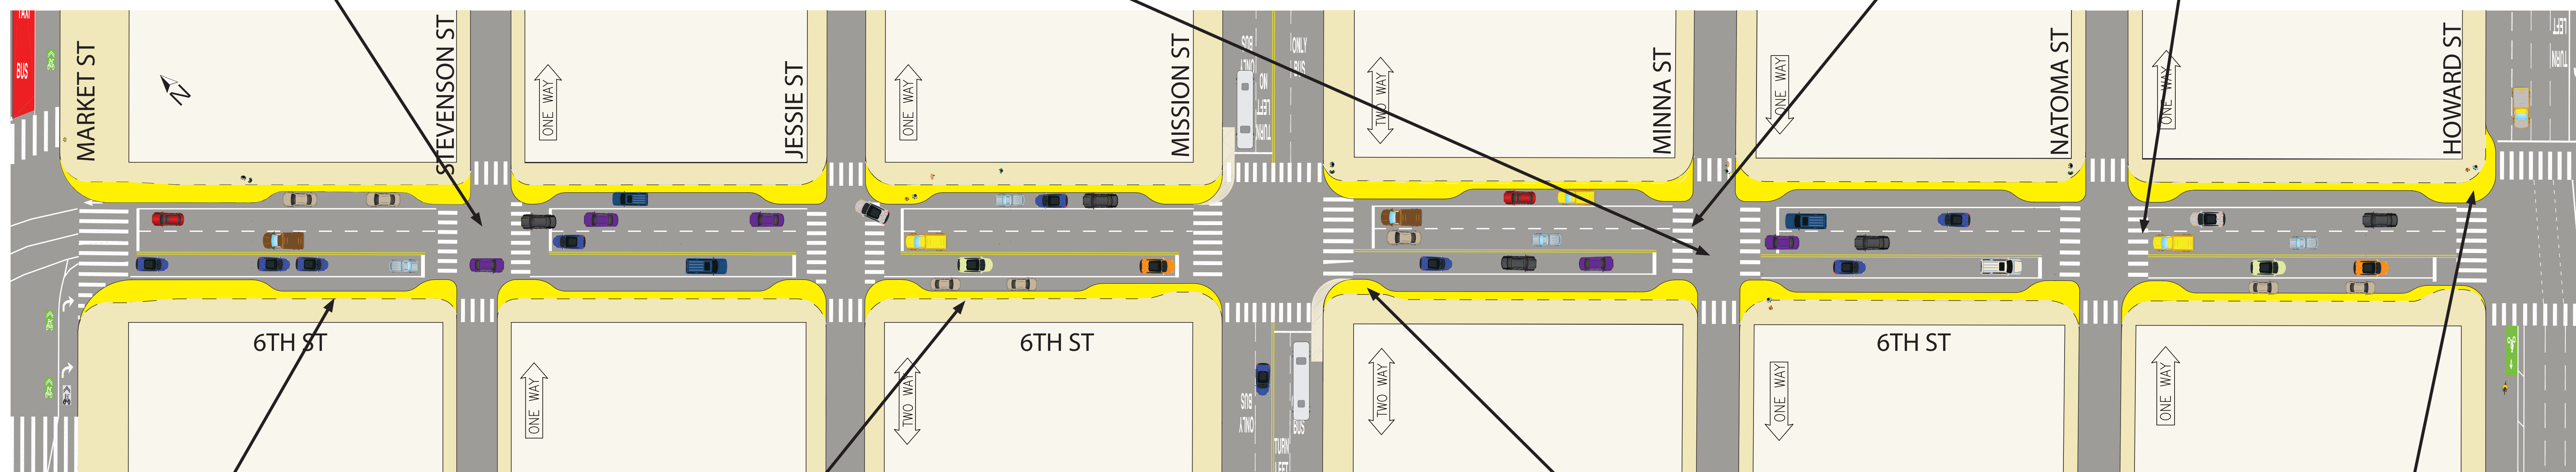 TAXI
BUS
MARKET ST
N
STEVENSON ST
ONE WAY
JESSIE ST
ONE WAY
MISSION ST
BUS
ONLY
NO
LEFT
TURN
ONLY
BUS
TWO WAY
MINNA ST
ONE WAY
NATOMA ST
ONE WAY
HOWARD ST
LEFT
TURN
6TH ST
ONE WAY
TWO WAY
6TH ST
BUS
ONLY
TURN
LEFT
BUS
TWO WAY
ONE WAY
6TH ST
ONE WAY